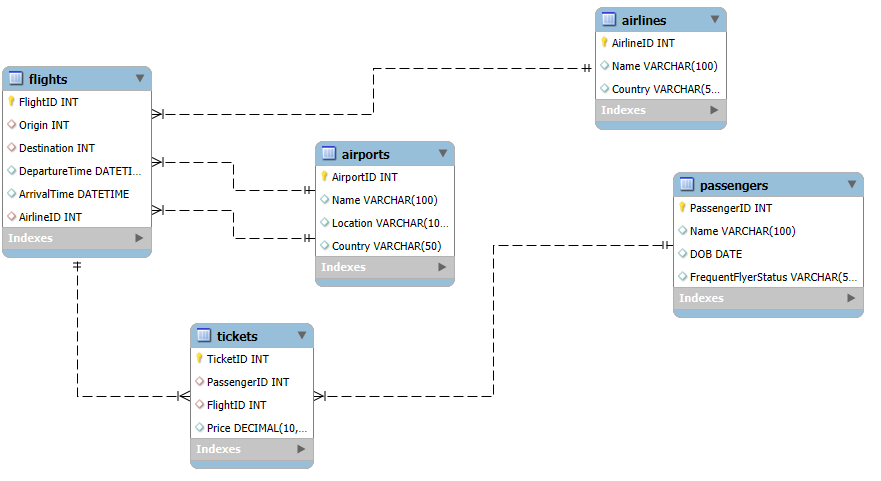 airlines
AirlineID INT
Name VARCHAR(100)
Country VARCHAR(5...
Indexes
flights
FlightID INT
Origin INT
Destination INT
DepartureTime DATETI...
ArrivalTime DATETIME
AirlineID INT
Indexes
airports
AirportID INT
Name VARCHAR(100)
Location VARCHAR(10...
Country VARCHAR(50)
Indexes
passengers
PassengerID INT
Name VARCHAR(100)
DOB DATE
FrequentFlyerStatus VARCHAR(5...
Indexes
tickets
TicketID INT
PassengerID INT
FlightID INT
Price DECIMAL(10,...
Indexes